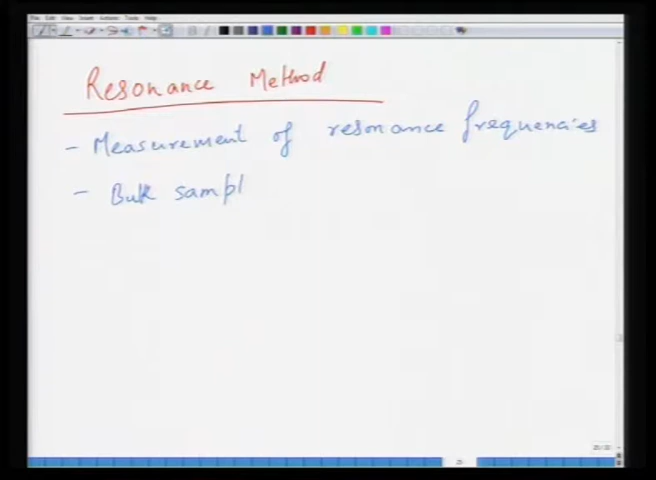 Resonance Method
- Measurement of resonance frequencies
- Bulk sampl